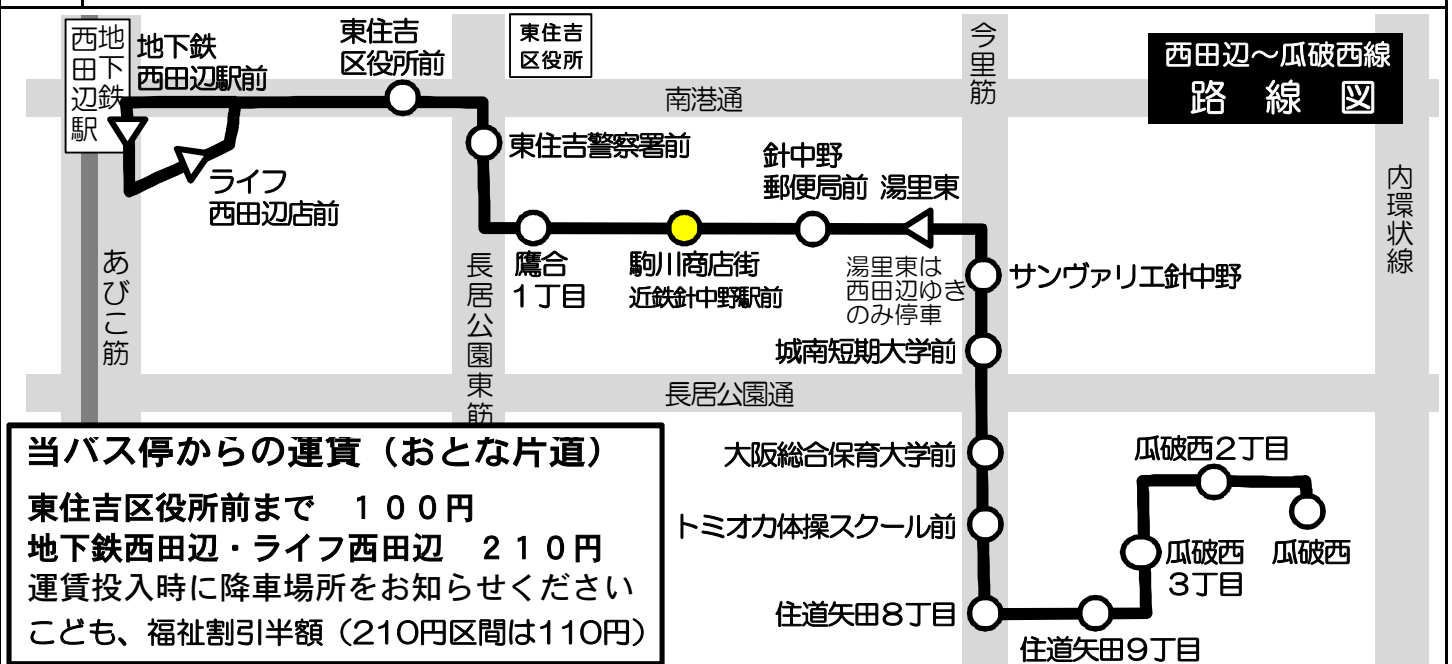 地下鉄
西田辺駅
地下鉄
西田辺駅前
東住吉
区役所前
東住吉
区役所
今里筋
西田辺～瓜破西線
路線図
南港通
東住吉警察署前
針中野
郵便局前
湯里東
ライフ
西田辺店前
内環状線
あびこ筋
長居公園東筋
鷹合
1丁目
駒川商店街
近鉄針中野駅前
湯里東は
西田辺ゆき
のみ停車
サンヴァリエ針中野
城南短期大学前
長居公園通
当バス停からの運賃（おとな片道）
東住吉区役所前まで　１００円
地下鉄西田辺・ライフ西田辺　２１０円
運賃投入時に降車場所をお知らせください
こども、福祉割引半額（210円区間は110円）
大阪総合保育大学前
トミオカ体操スクール前
住道矢田8丁目
住道矢田9丁目
瓜破西2丁目
瓜破西
3丁目
瓜破西